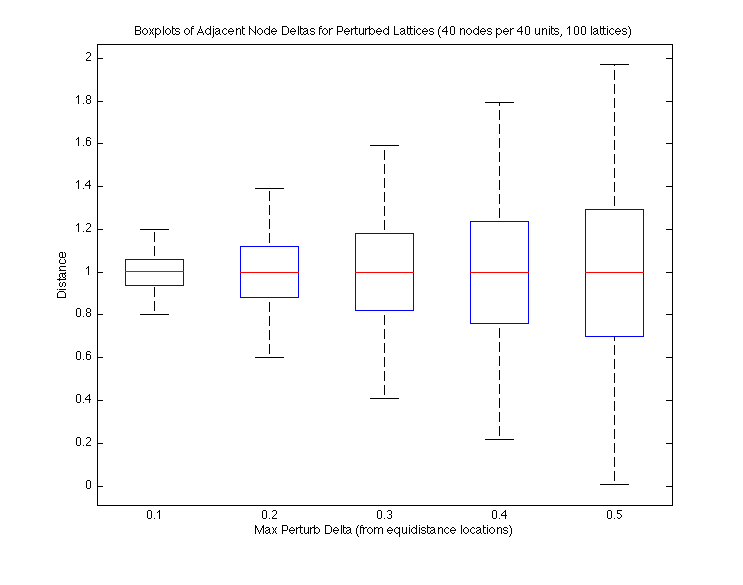 Boxplots of Adjacent Node Deltas for Perturbed Lattices (40 nodes per 40 units, 100 lattices)
2
1.8
1.6
1.4
1.2
1
0.8
0.6
0.4
0.2
0
Distance
0.1 0.2 0.3 0.4 0.5
Max Perturb Delta (from equidistance locations)